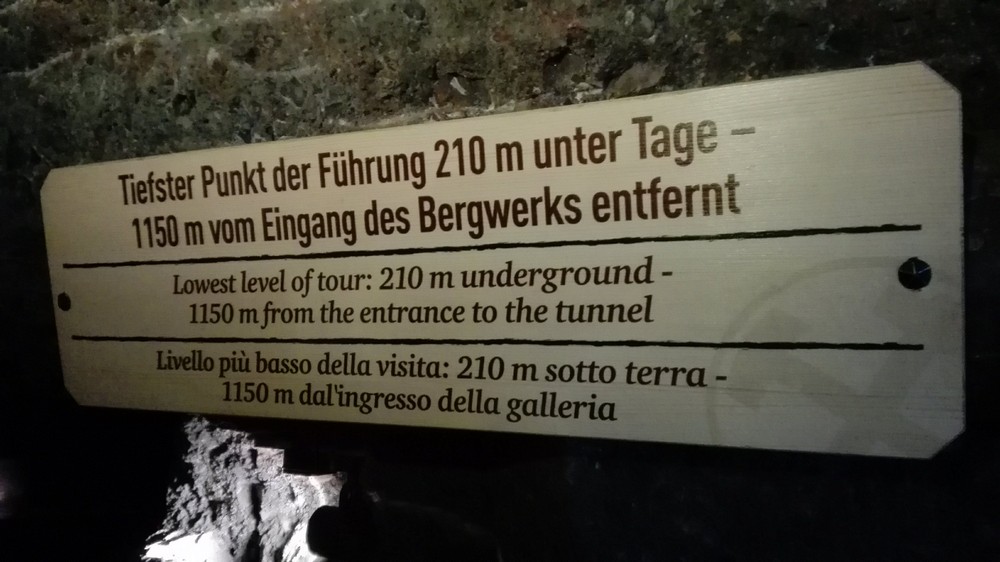 Tiefster Punkt der Führung 210 m unter Tage –
1150 m vom Eingang des Bergwerks entfernt
Lowest level of tour: 210 m underground -
1150 m from the entrance to the tunnel
Livello più basso della visita: 210 m sotto terra -
1150 m dal'ingresso della galleria